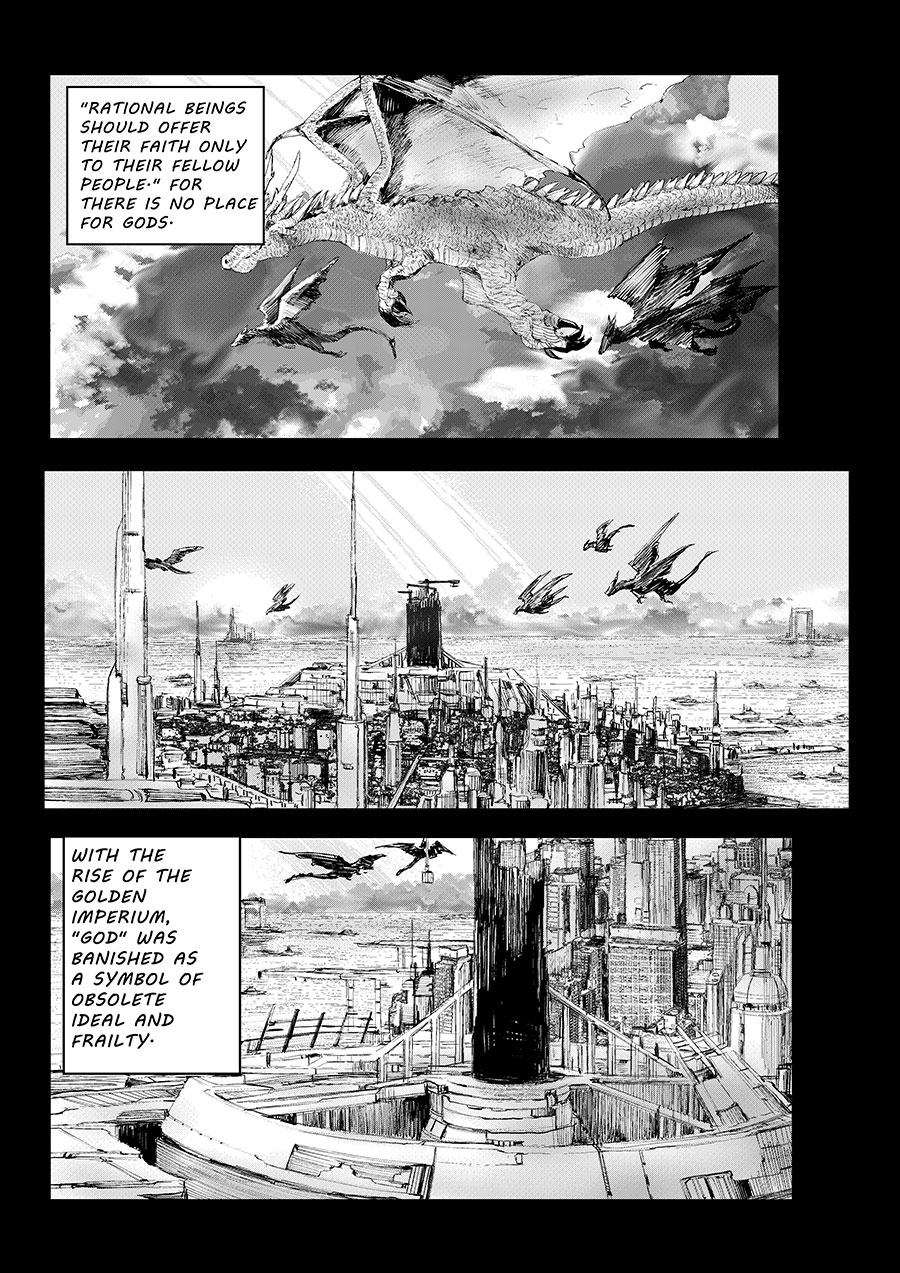 "RATIONAL BEINGS
SHOULD OFFER
THEIR FAITH ONLY
TO THEIR FELLOW
PEOPLE." FOR
THERE IS NO PLACE
FOR GODS.
WITH THE
RISE OF THE
GOLDEN
IMPERIUM,
"GOD" WAS
BANISHED AS
A SYMBOL OF
OBSOLETE
IDEAL AND
FRAILTY.